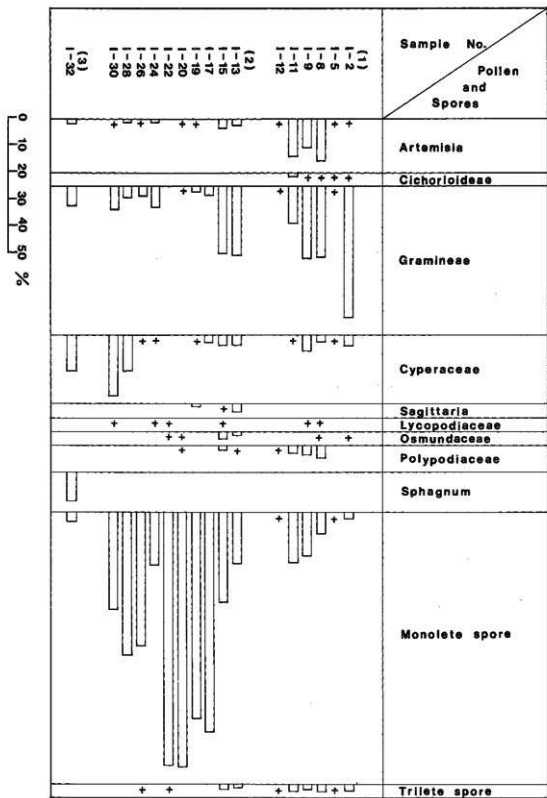 Sample No.
Pollen
and
Spores
(1)
I-2
I-5
I-8
I-9
I-11
I-12
(2)
I-13
I-15
I-17
I-19
I-20
I-22
I-24
I-26
I-28
I-30
(3)
I-32
0
10
20
30
40
50
%
Artemisia
Cichorioideae
Gramineae
Cyperaceae
Sagittaria
Lycopodiaceae
Osmundaceae
Polypodiaceae
Sphagnum
Monolete spore
Trilete spore